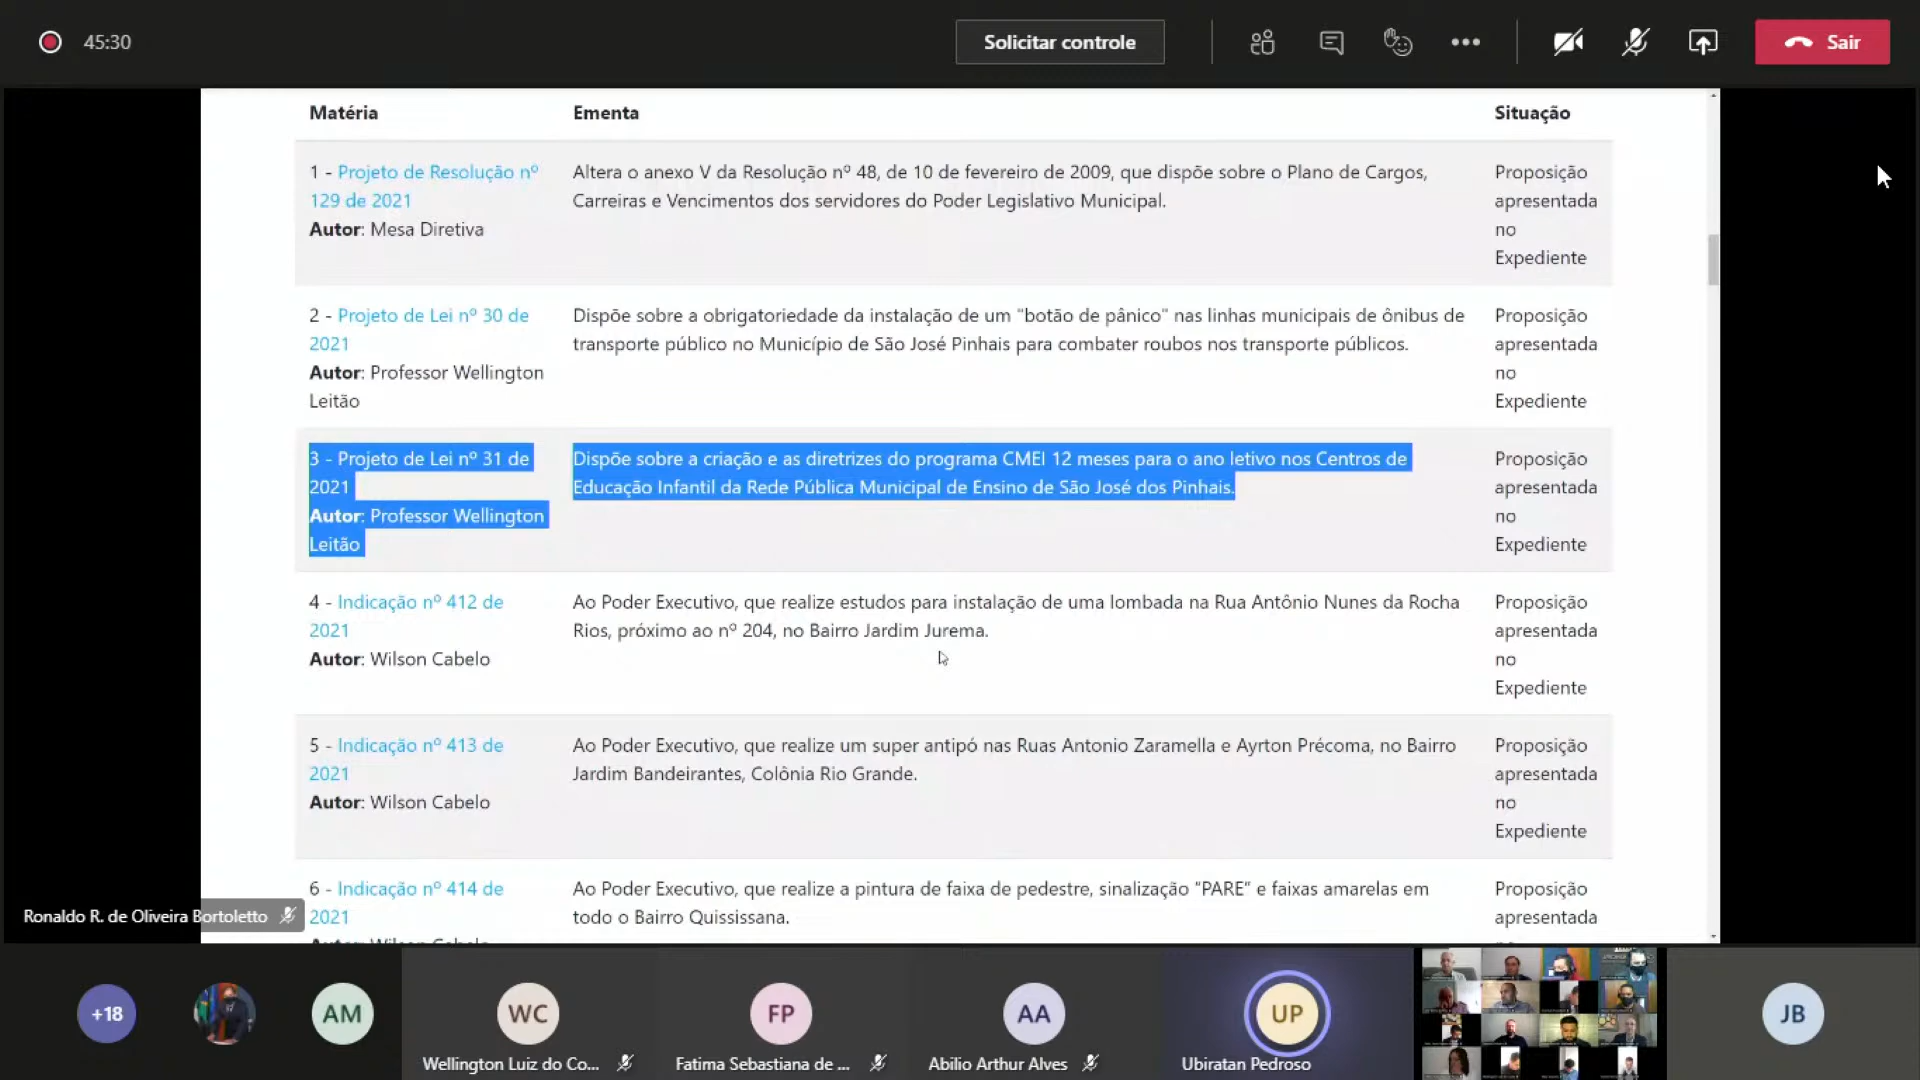 45:30
Solicitar controle
Sair
Matéria
Ementa
Situação
1 - Projeto de Resolução nº
129 de 2021
Autor: Mesa Diretiva
Altera o anexo V da Resolução nº 48, de 10 de fevereiro de 2009, que dispõe sobre o Plano de Cargos,
Carreiras e Vencimentos dos servidores do Poder Legislativo Municipal.
Proposição
apresentada
no
Expediente
2 - Projeto de Lei nº 30 de
2021
Autor: Professor Wellington
Leitão
Dispõe sobre a obrigatoriedade da instalação de um "botão de pânico" nas linhas municipais de ônibus de
transporte público no Município de São José Pinhais para combater roubos nos transporte públicos.
Proposição
apresentada
no
Expediente
3 - Projeto de Lei nº 31 de
2021
Autor: Professor Wellington
Leitão
Dispõe sobre a criação e as diretrizes do programa CMEI 12 meses para o ano letivo nos Centros de
Educação Infantil da Rede Pública Municipal de Ensino de São José dos Pinhais.
Proposição
apresentada
no
Expediente
4 - Indicação nº 412 de
2021
Autor: Wilson Cabelo
Ao Poder Executivo, que realize estudos para instalação de uma lombada na Rua Antônio Nunes da Rocha
Rios, próximo ao nº 204, no Bairro Jardim Jurema.
Proposição
apresentada
no
Expediente
5 - Indicação nº 413 de
2021
Autor: Wilson Cabelo
Ao Poder Executivo, que realize um super antipó nas Ruas Antonio Zaramella e Ayrton Précoma, no Bairro
Jardim Bandeirantes, Colônia Rio Grande.
Proposição
apresentada
no
Expediente
6 - Indicação nº 414 de
2021
Autor: Wilson Cabelo
Ao Poder Executivo, que realize a pintura de faixa de pedestre, sinalização "PARE" e faixas amarelas em
todo o Bairro Quississana.
Proposição
apresentada
no
Ronaldo R. de Oliveira Bortoletto
+18
AM
WC
Wellington Luiz do Co...
FP
Fatima Sebastiana de ...
AA
Abilio Arthur Alves
UP
Ubiratan Pedroso
JB